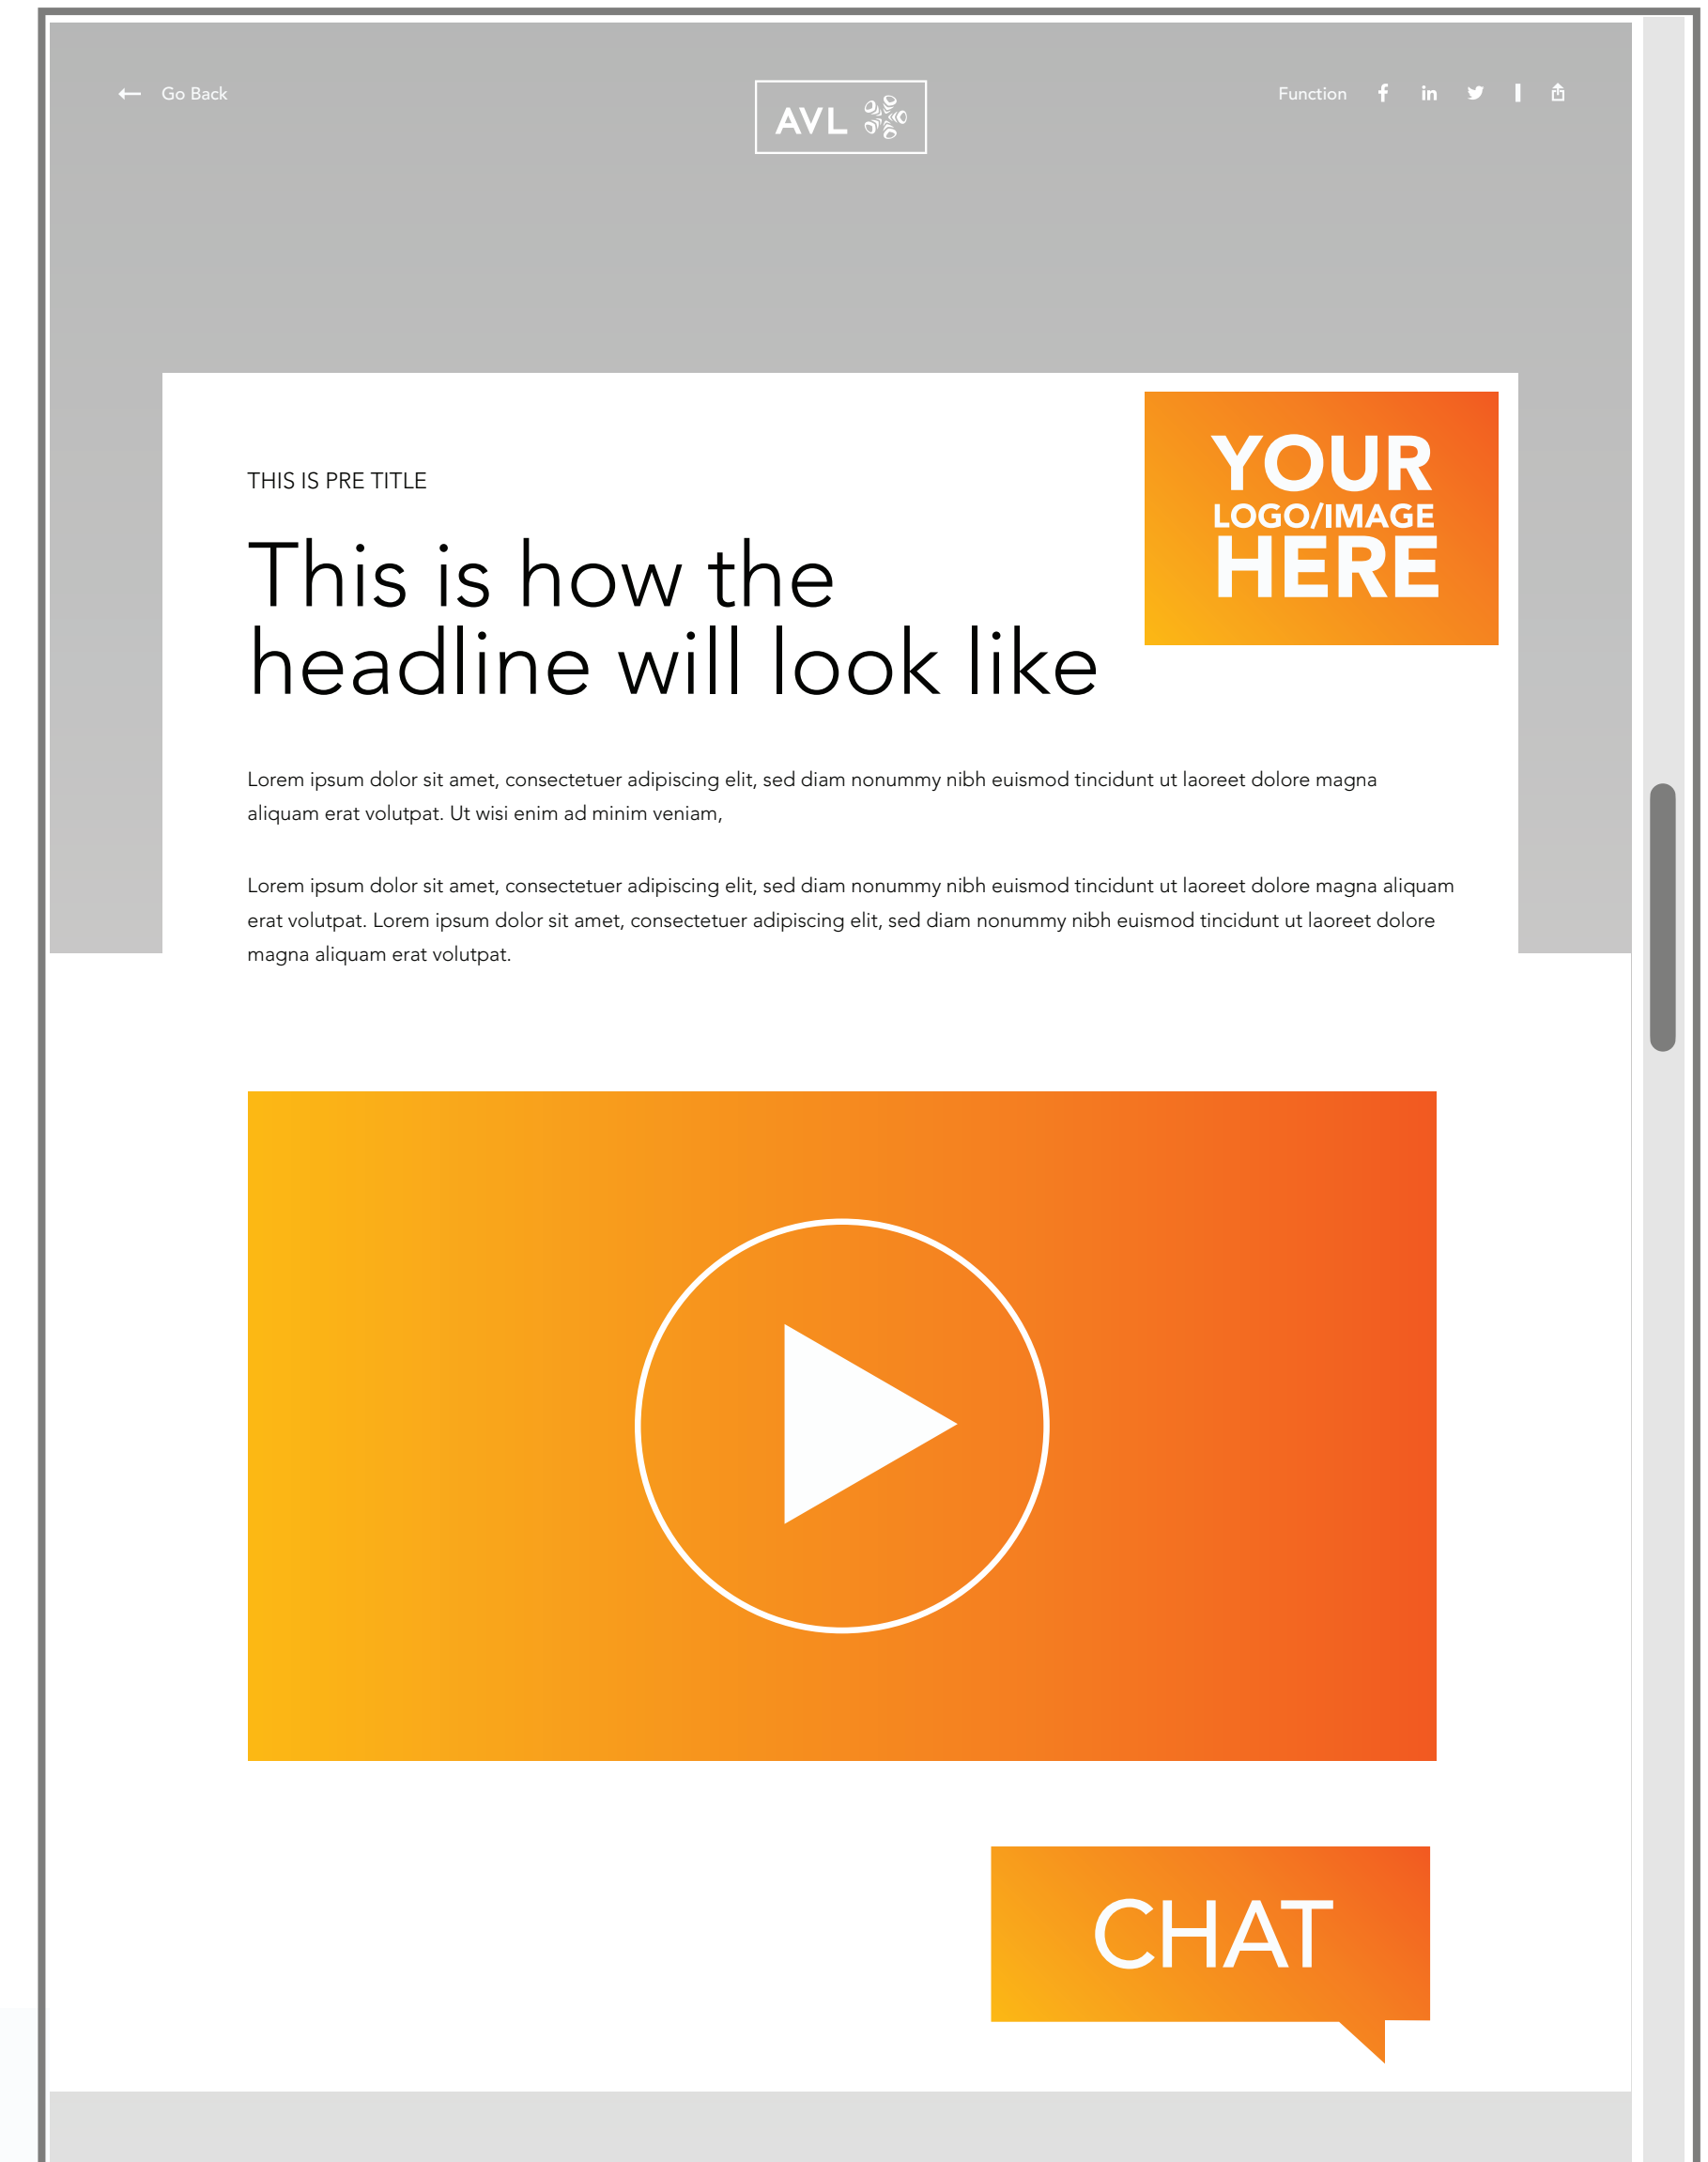 Go Back
AVL
Function
THIS IS PRE TITLE
YOUR
LOGO/IMAGE
HERE
This is how the
headline will look like
Lorem ipsum dolor sit amet, consectetuer adipiscing elit, sed diam nonummy nibh euismod tincidunt ut laoreet dolore magna
aliquam erat volutpat. Ut wisi enim ad minim veniam,
Lorem ipsum dolor sit amet, consectetuer adipiscing elit, sed diam nonummy nibh euismod tincidunt ut laoreet dolore magna aliquam
erat volutpat. Lorem ipsum dolor sit amet, consectetuer adipiscing elit, sed diam nonummy nibh euismod tincidunt ut laoreet dolore
magna aliquam erat volutpat.
CHAT